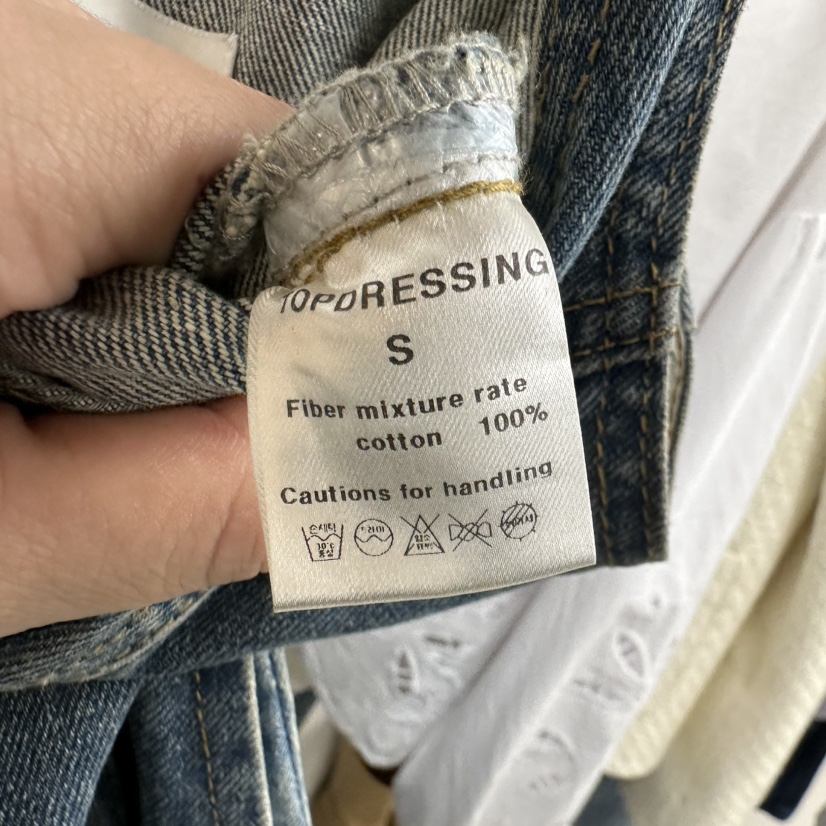 TOPDRESSING
S
Fiber mixture rate
cotton 100%
Cautions for handling